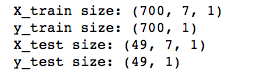 X_train size: (700, 7, 1)
y_train size: (700, 1)
X_test size: (49, 7, 1)
y_test size: (49, 1)